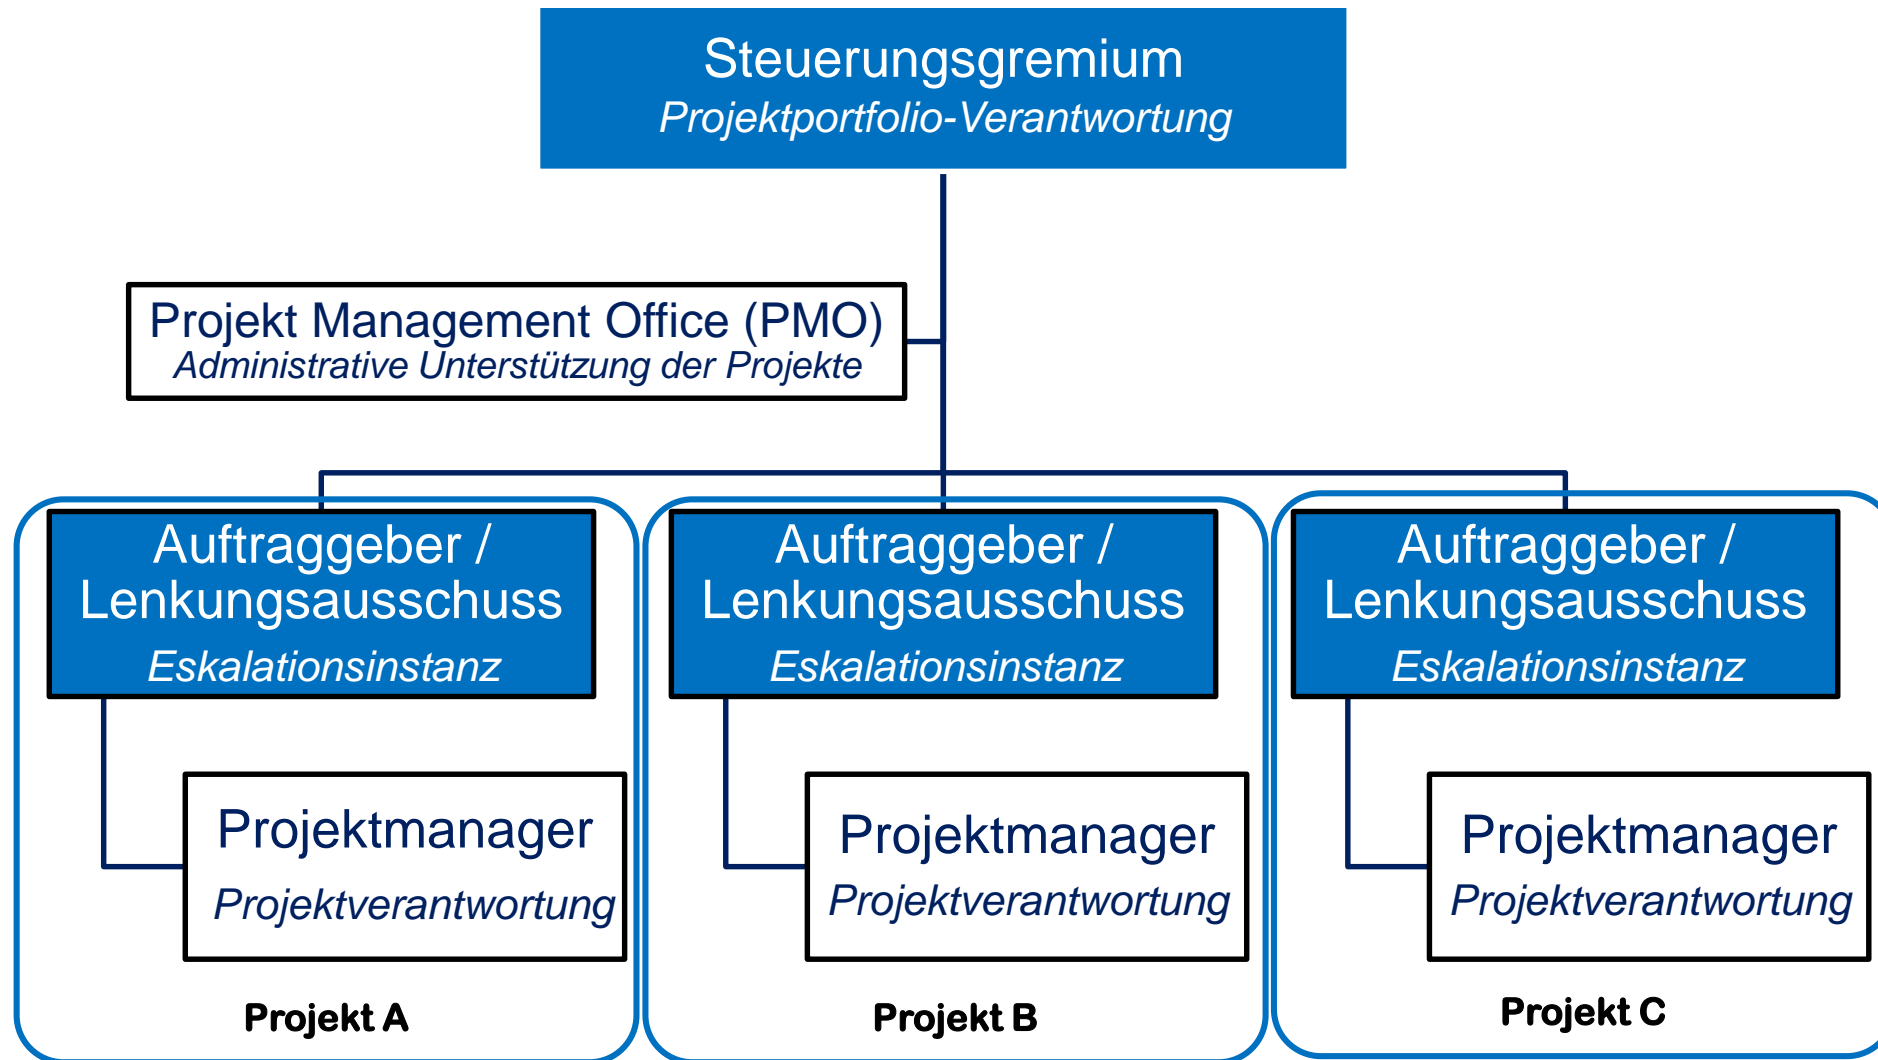 Steuerungsgremium
Projektportfolio-Verantwortung
Projekt Management Office (PMO)
Administrative Unterstützung der Projekte
Auftraggeber /
Lenkungsausschuss
Eskalationsinstanz
Projektmanager
Projektverantwortung
Projekt A
Auftraggeber /
Lenkungsausschuss
Eskalationsinstanz
Projektmanager
Projektverantwortung
Projekt B
Auftraggeber /
Lenkungsausschuss
Eskalationsinstanz
Projektmanager
Projektverantwortung
Projekt C